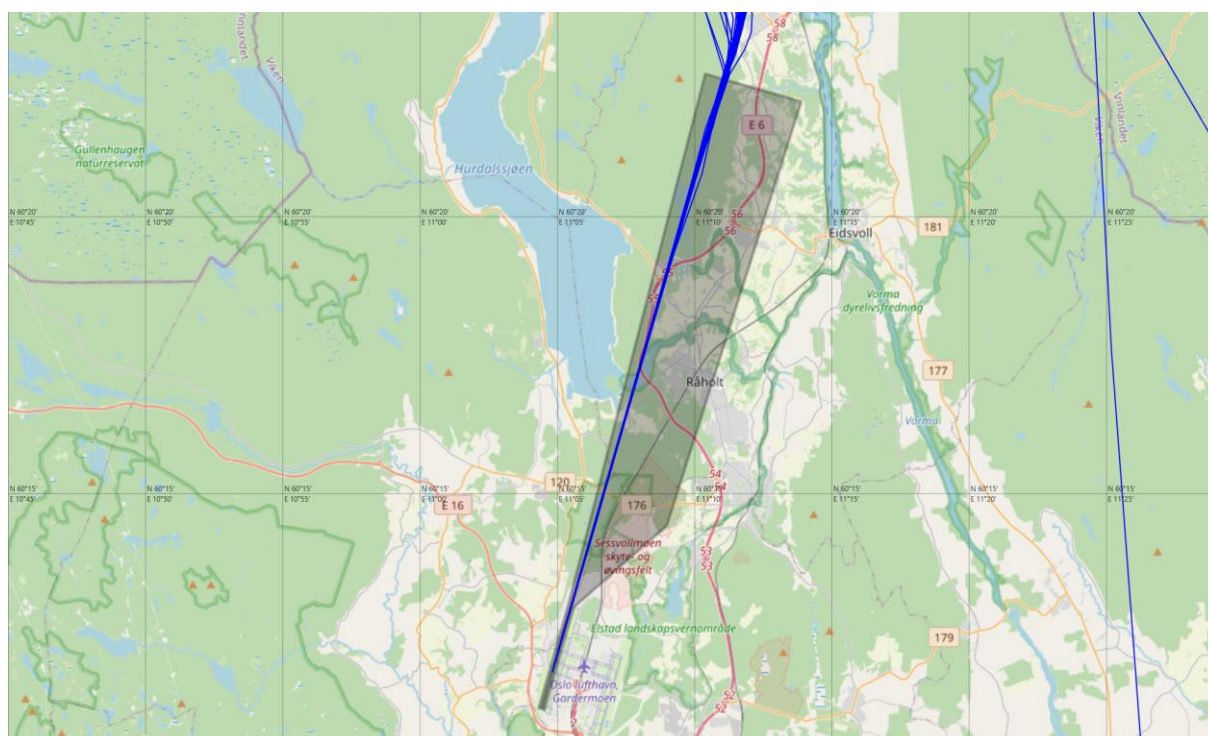 58
58
Innlandet
Viken
E 6
Viken
Innlandet
Gullenhaugen
naturreservat
Hurdalssjøen
N 60°20'
E 10°45'
N 60°20'
E 10°50'
N 60°20'
E 10°55'
N 60°20'
E 11°00'
N 60°20'
E 11°05'
N 60°20'
E 11°10'
N 60°20'
E 11°15'
N 60°20'
E 11°20'
N 60°20'
E 11°25'
56
56
Eidsvoll
181
55
55
Vorma
dyrelivsfredning
177
Råholt
Vorma
N 60°15'
E 10°45'
N 60°15'
E 10°50'
N 60°15'
E 10°55'
N 60°15'
E 11°00'
N 60°15'
E 11°05'
N 60°15'
E 11°10'
N 60°15'
E 11°15'
N 60°15'
E 11°20'
N 60°15'
E 11°25'
54
54
120
E 16
176
Sessvollmoen
skyte- og
øvingsfelt
53
53
Elstad landskapsvernområde
179
Oslo lufthavn,
Gardermoen
52
52
2